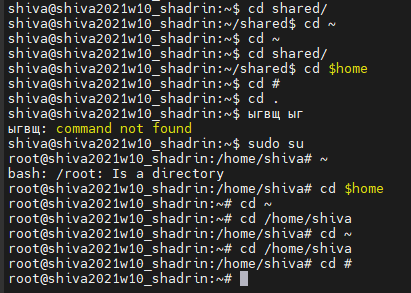 shiva@shiva2021w10_shadrin:~$ cd shared/
shiva@shiva2021w10_shadrin:~/shared$ cd ~
shiva@shiva2021w10_shadrin:~$ cd ~
shiva@shiva2021w10_shadrin:~$ cd shared/
shiva@shiva2021w10_shadrin:~/shared$ cd $home
shiva@shiva2021w10_shadrin:~$ cd #
shiva@shiva2021w10_shadrin:~$ cd .
shiva@shiva2021w10_shadrin:~$ ыгвщ ыг
ыгвщ: command not found
shiva@shiva2021w10_shadrin:~$ sudo su
root@shiva2021w10_shadrin:/home/shiva# ~
bash: /root: Is a directory
root@shiva2021w10_shadrin:/home/shiva# cd $home
root@shiva2021w10_shadrin:~# cd ~
root@shiva2021w10_shadrin:~# cd /home/shiva
root@shiva2021w10_shadrin:/home/shiva# cd ~
root@shiva2021w10_shadrin:~# cd /home/shiva
root@shiva2021w10_shadrin:/home/shiva# cd #
root@shiva2021w10_shadrin:~#